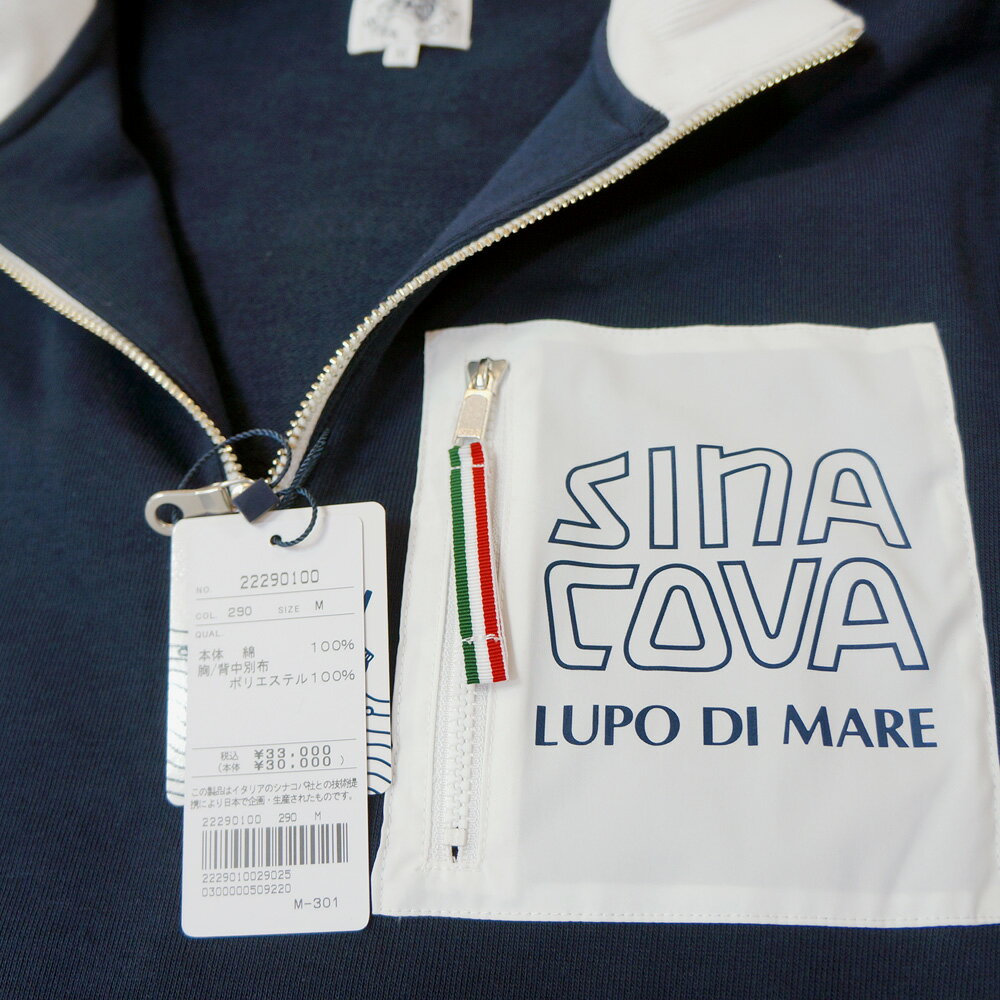 SINA
COVA
LUPO DI MARE
NO. 22290100
COL. 290 SIZE M
QUAL.
本体 綿 100%
胸/背中別布
ポリエステル100%
税込 ¥33,000
(本体 ¥30,000 )
この製品はイタリアのシナコバ社との技術提
携により日本で企画・生産されたものです。
22290100 290 M
2229010029025
0300000509220
M-301